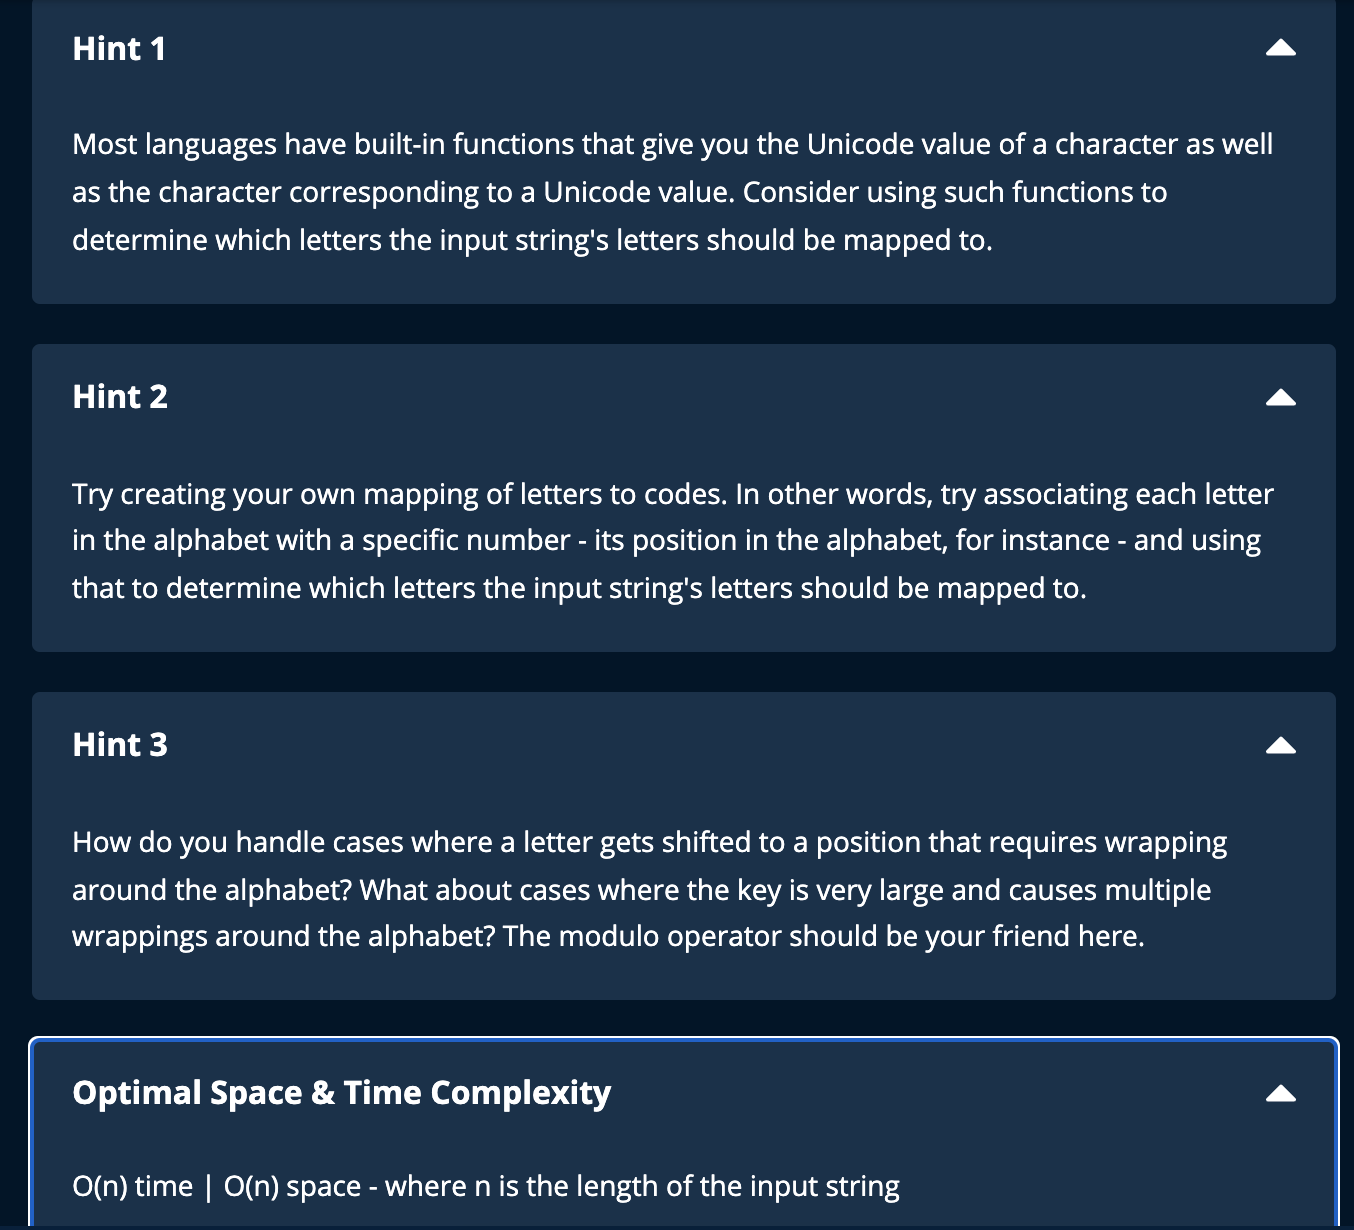 Hint 1
Most languages have built-in functions that give you the Unicode value of a character as well
as the character corresponding to a Unicode value. Consider using such functions to
determine which letters the input string's letters should be mapped to.
Hint 2
Try creating your own mapping of letters to codes. In other words, try associating each letter
in the alphabet with a specific number - its position in the alphabet, for instance - and using
that to determine which letters the input string's letters should be mapped to.
Hint 3
How do you handle cases where a letter gets shifted to a position that requires wrapping
around the alphabet? What about cases where the key is very large and causes multiple
wrappings around the alphabet? The modulo operator should be your friend here.
Optimal Space & Time Complexity
O(n) time | O(n) space - where n is the length of the input string